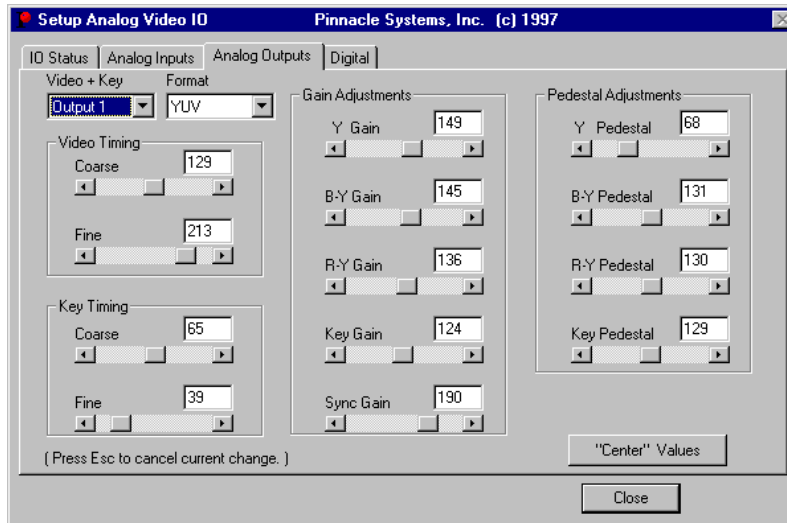 Setup Analog Video IO Pinnacle Systems, Inc. (c) 1997
IO Status Analog Inputs Analog Outputs Digital
Video + Key Format
Output 1 YUV
Video Timing
Coarse 129
Fine 213
Key Timing
Coarse 65
Fine 39
( Press Esc to cancel current change. )
Gain Adjustments
Y Gain 149
B-Y Gain 145
R-Y Gain 136
Key Gain 124
Sync Gain 190
Pedestal Adjustments
Y Pedestal 68
B-Y Pedestal 131
R-Y Pedestal 130
Key Pedestal 129
"Center" Values
Close